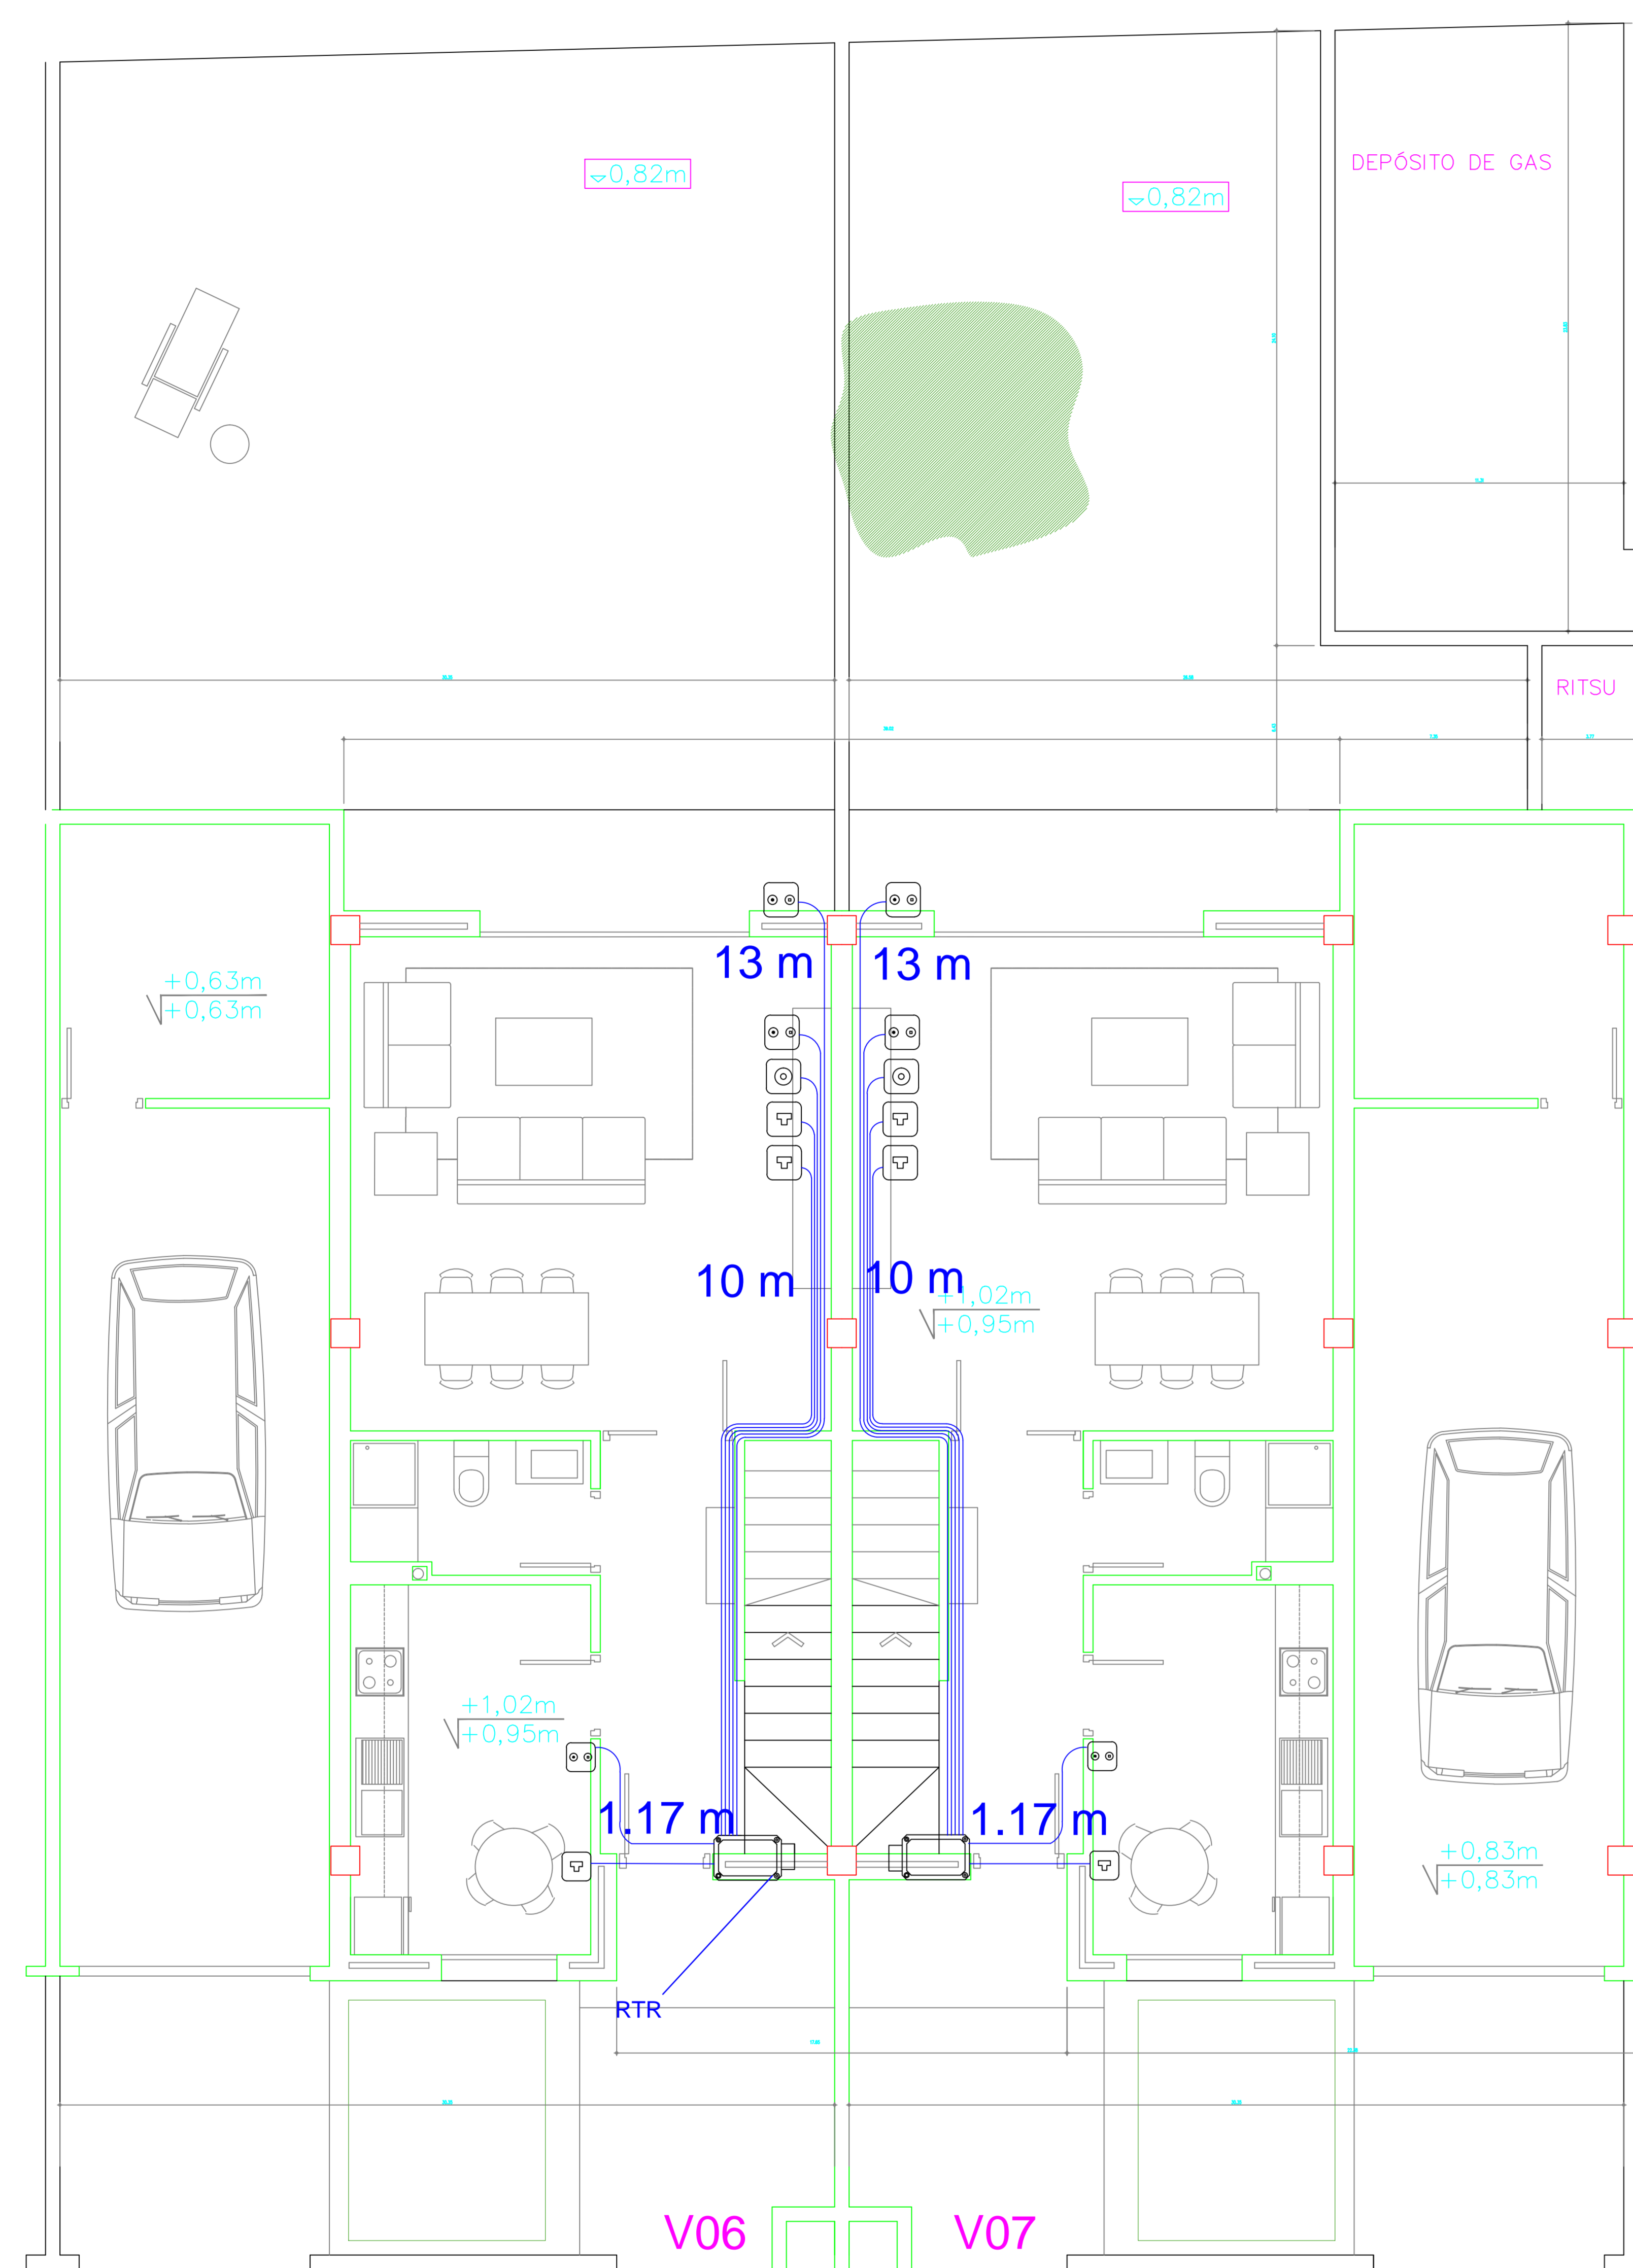 0,82m
0,82m
DEPÓSITO DE GAS
RITSU
13 m
13 m
+0,63m
+0,63m
10 m
10 m
+1,02m
+0,95m
+1,02m
+0,95m
1.17 m
1.17 m
+0,83m
+0,83m
RTR
V06
V07